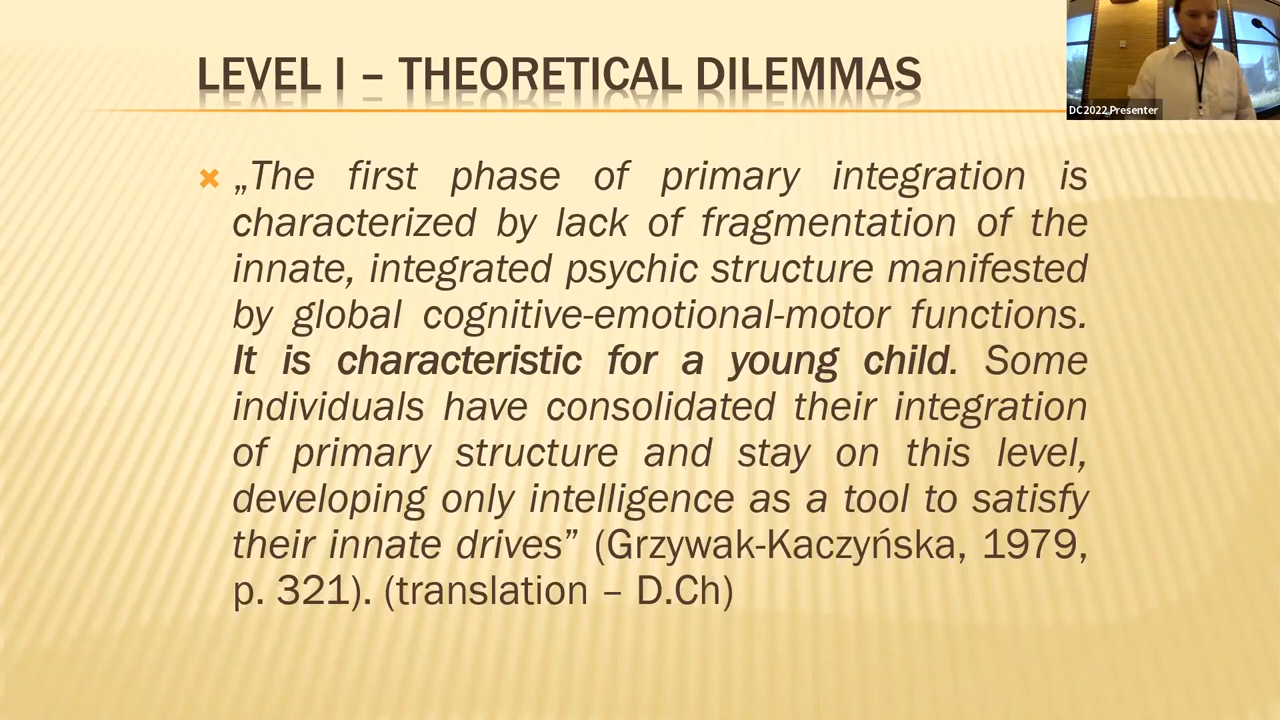 LEVEL I – THEORETICAL DILEMMAS
DC2022 Presenter
„The first phase of primary integration is
characterized by lack of fragmentation of the
innate, integrated psychic structure manifested
by global cognitive-emotional-motor functions.
It is characteristic for a young child. Some
individuals have consolidated their integration
of primary structure and stay on this level,
developing only intelligence as a tool to satisfy
their innate drives” (Grzywak-Kaczyńska, 1979,
p. 321). (translation – D.Ch)